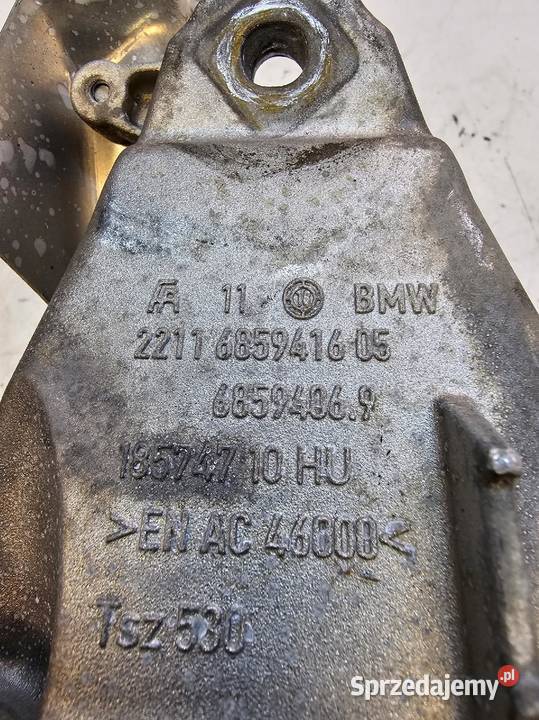 11 BMW
2211 6859416 05
6859406.9
185747 10 HU
>EN AC 46000<
Tsz 530
Sprzedajemy.pl